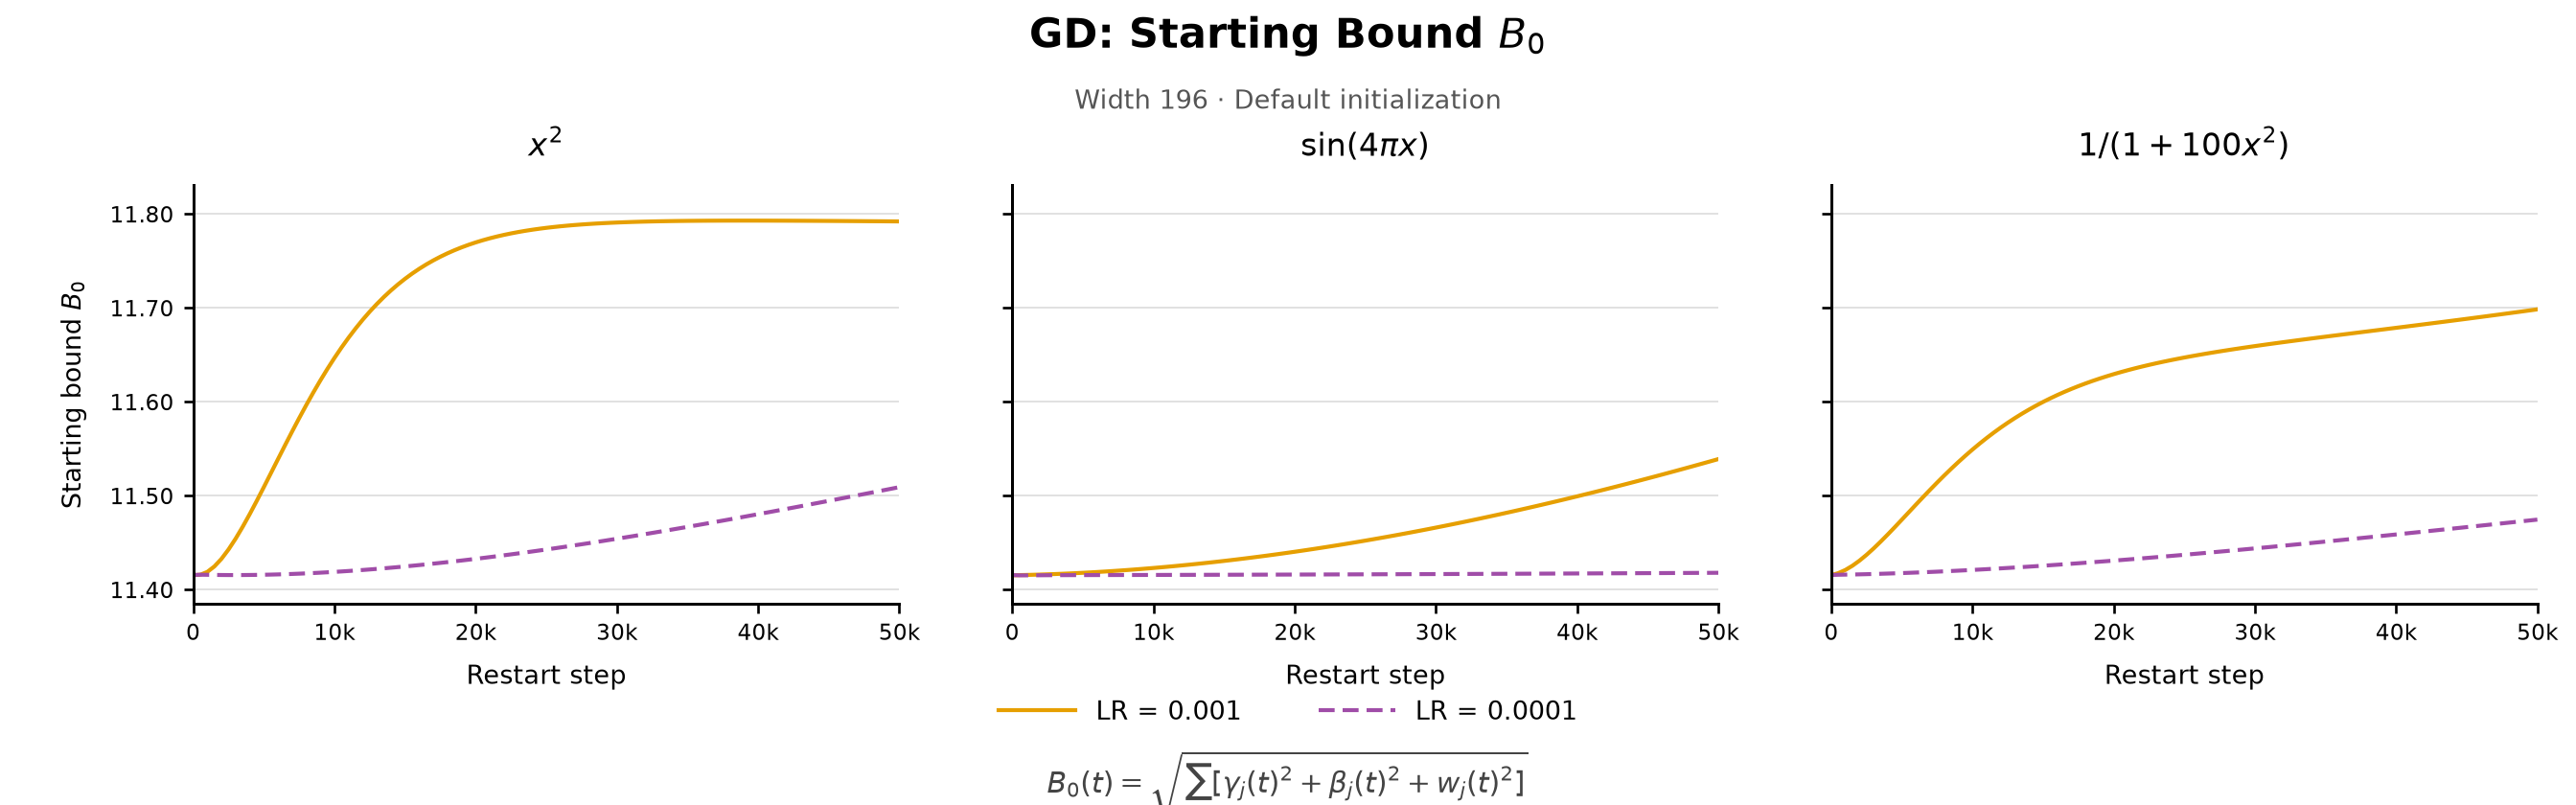 GD: Starting Bound B₀
Width 196 · Default initialization
x²
sin(4πx)
1/(1 + 100x²)
Starting bound B₀
11.80
11.70
11.60
11.50
11.40
0 10k 20k 30k 40k 50k
0 10k 20k 30k 40k 50k
0 10k 20k 30k 40k 50k
Restart step
Restart step
Restart step
LR = 0.001
LR = 0.0001
B₀(t) = √∑[γⱼ(t)² + βⱼ(t)² + wⱼ(t)²]